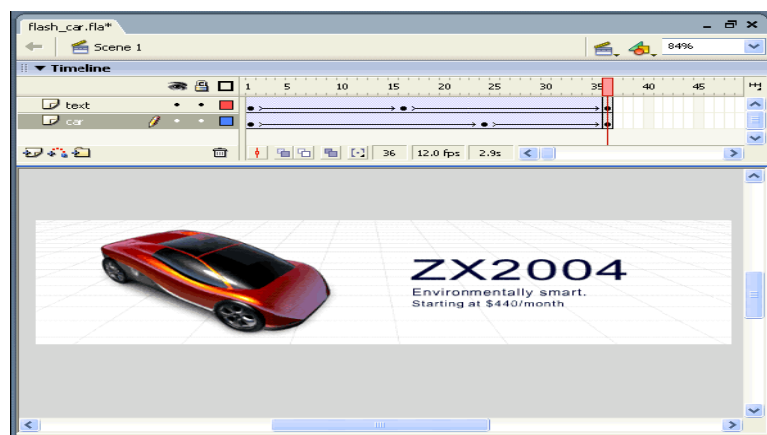 flash_car.fla*
Scene 1
84%
Timeline
1 5 10 15 20 25 30 35 40 45
text
car
36 12.0 fps 2.9s
ZX2004
Environmentally smart.
Starting at $440/month